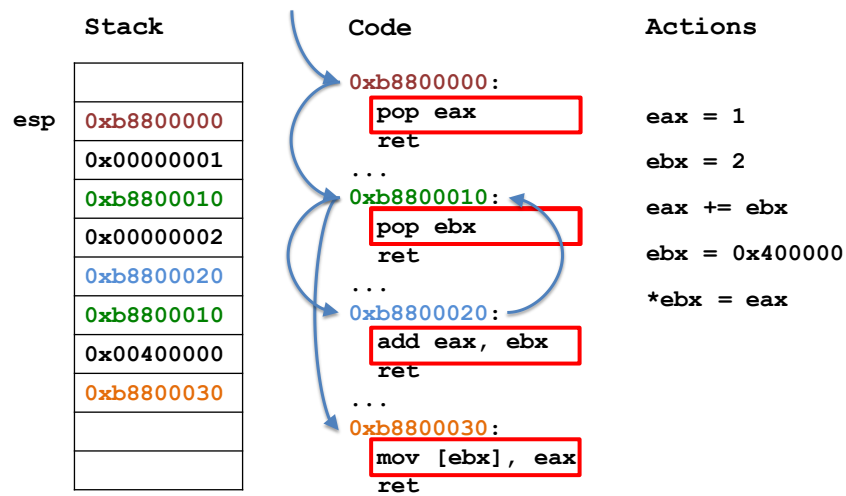 Stack
Code
Actions
esp
0xb8800000
0x00000001
0xb8800010
0x00000002
0xb8800020
0xb8800010
0x00400000
0xb8800030
0xb8800000:
pop eax
ret
...
0xb8800010:
pop ebx
ret
...
0xb8800020:
add eax, ebx
ret
...
0xb8800030:
mov [ebx], eax
ret
eax = 1
ebx = 2
eax += ebx
ebx = 0x400000
*ebx = eax